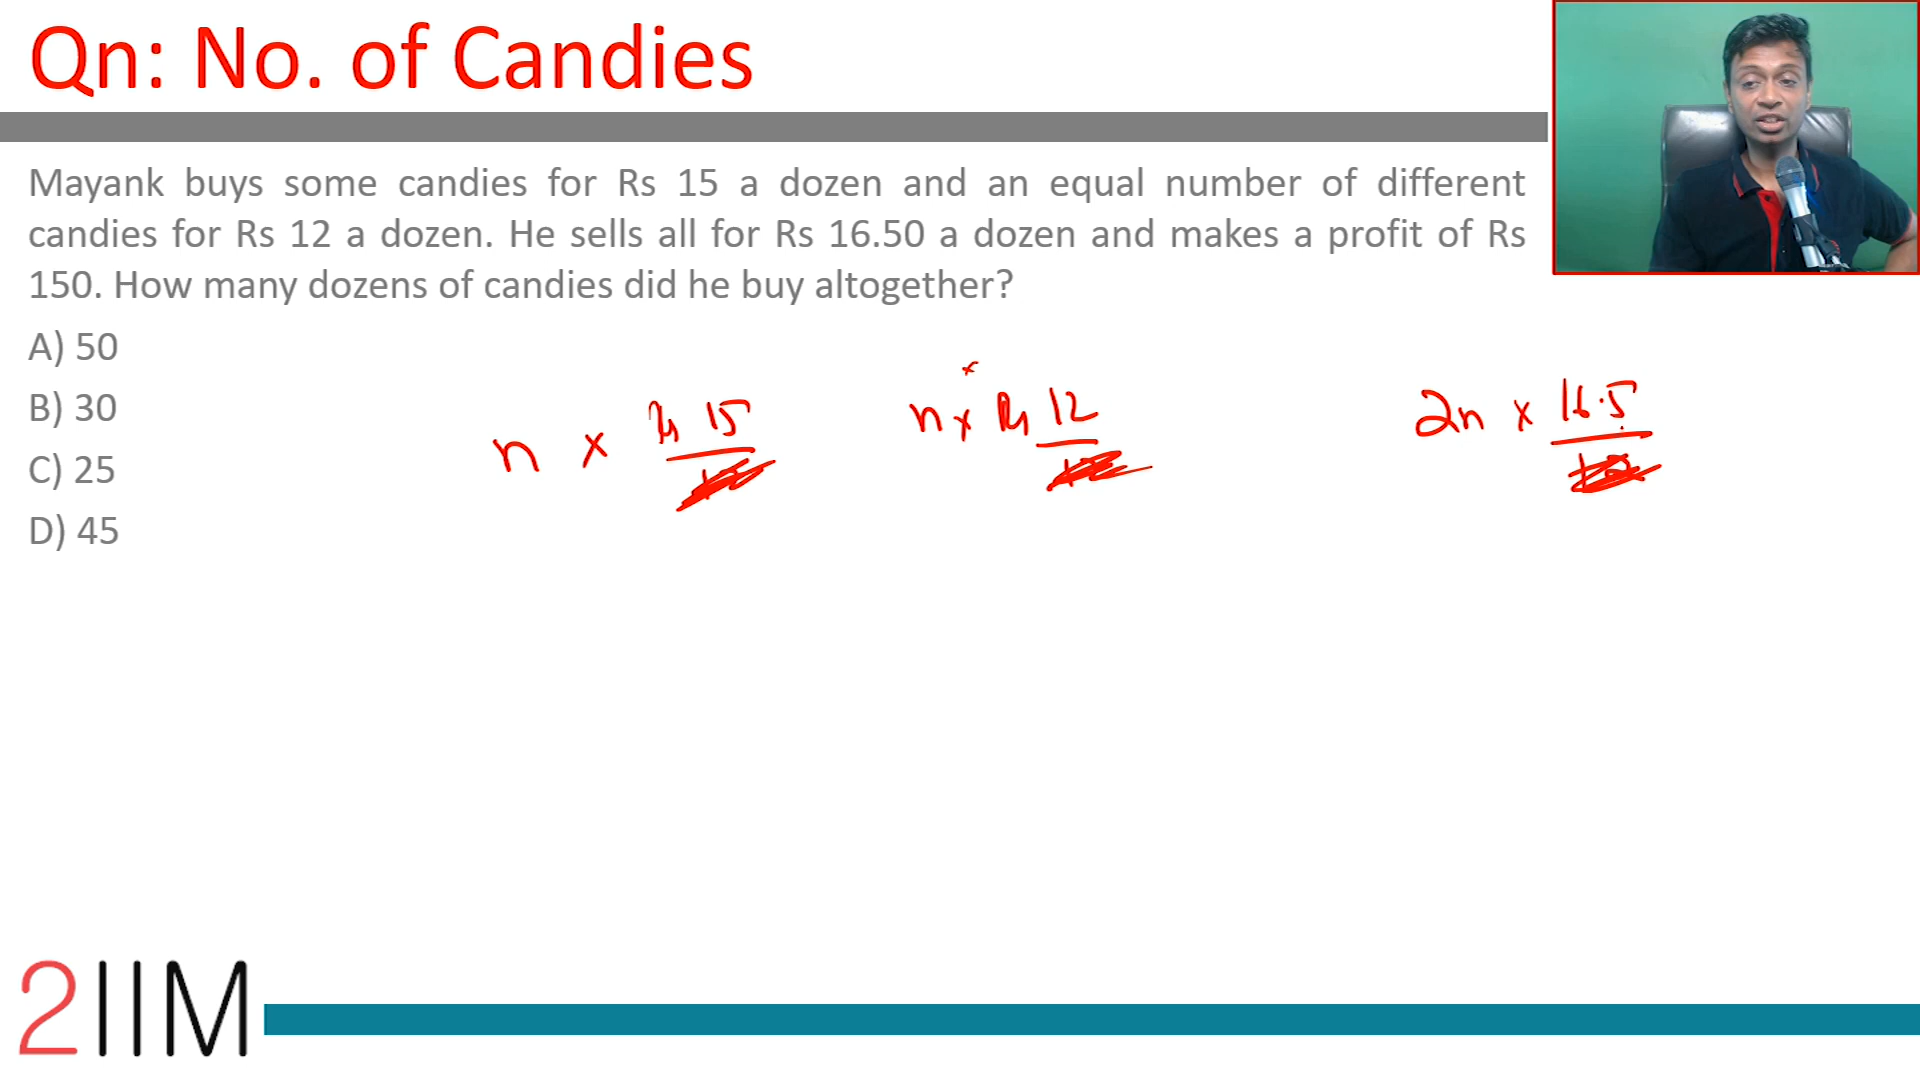 Qn: No. of Candies
Mayank buys some candies for Rs 15 a dozen and an equal number of different
candies for Rs 12 a dozen. He sells all for Rs 16.50 a dozen and makes a profit of Rs
150. How many dozens of candies did he buy altogether?
A) 50
B) 30
C) 25
D) 45
n × Rs 15
n × Rs 12
2n × 16.5
2IIM